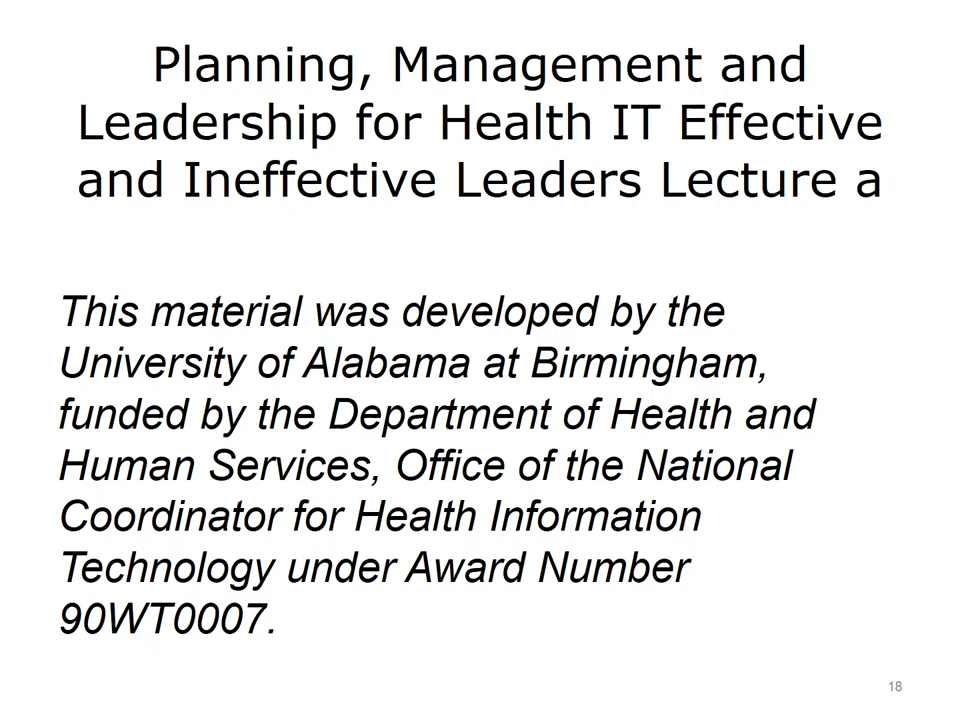 Planning, Management and
Leadership for Health IT Effective
and Ineffective Leaders Lecture a
This material was developed by the
University of Alabama at Birmingham,
funded by the Department of Health and
Human Services, Office of the National
Coordinator for Health Information
Technology under Award Number
90WT0007.
18